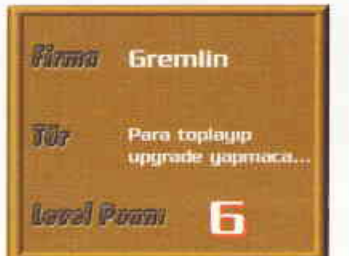 Firma Gremlin
Tür Para toplayıp
upgrade yapmaca...
Level Puanı 6